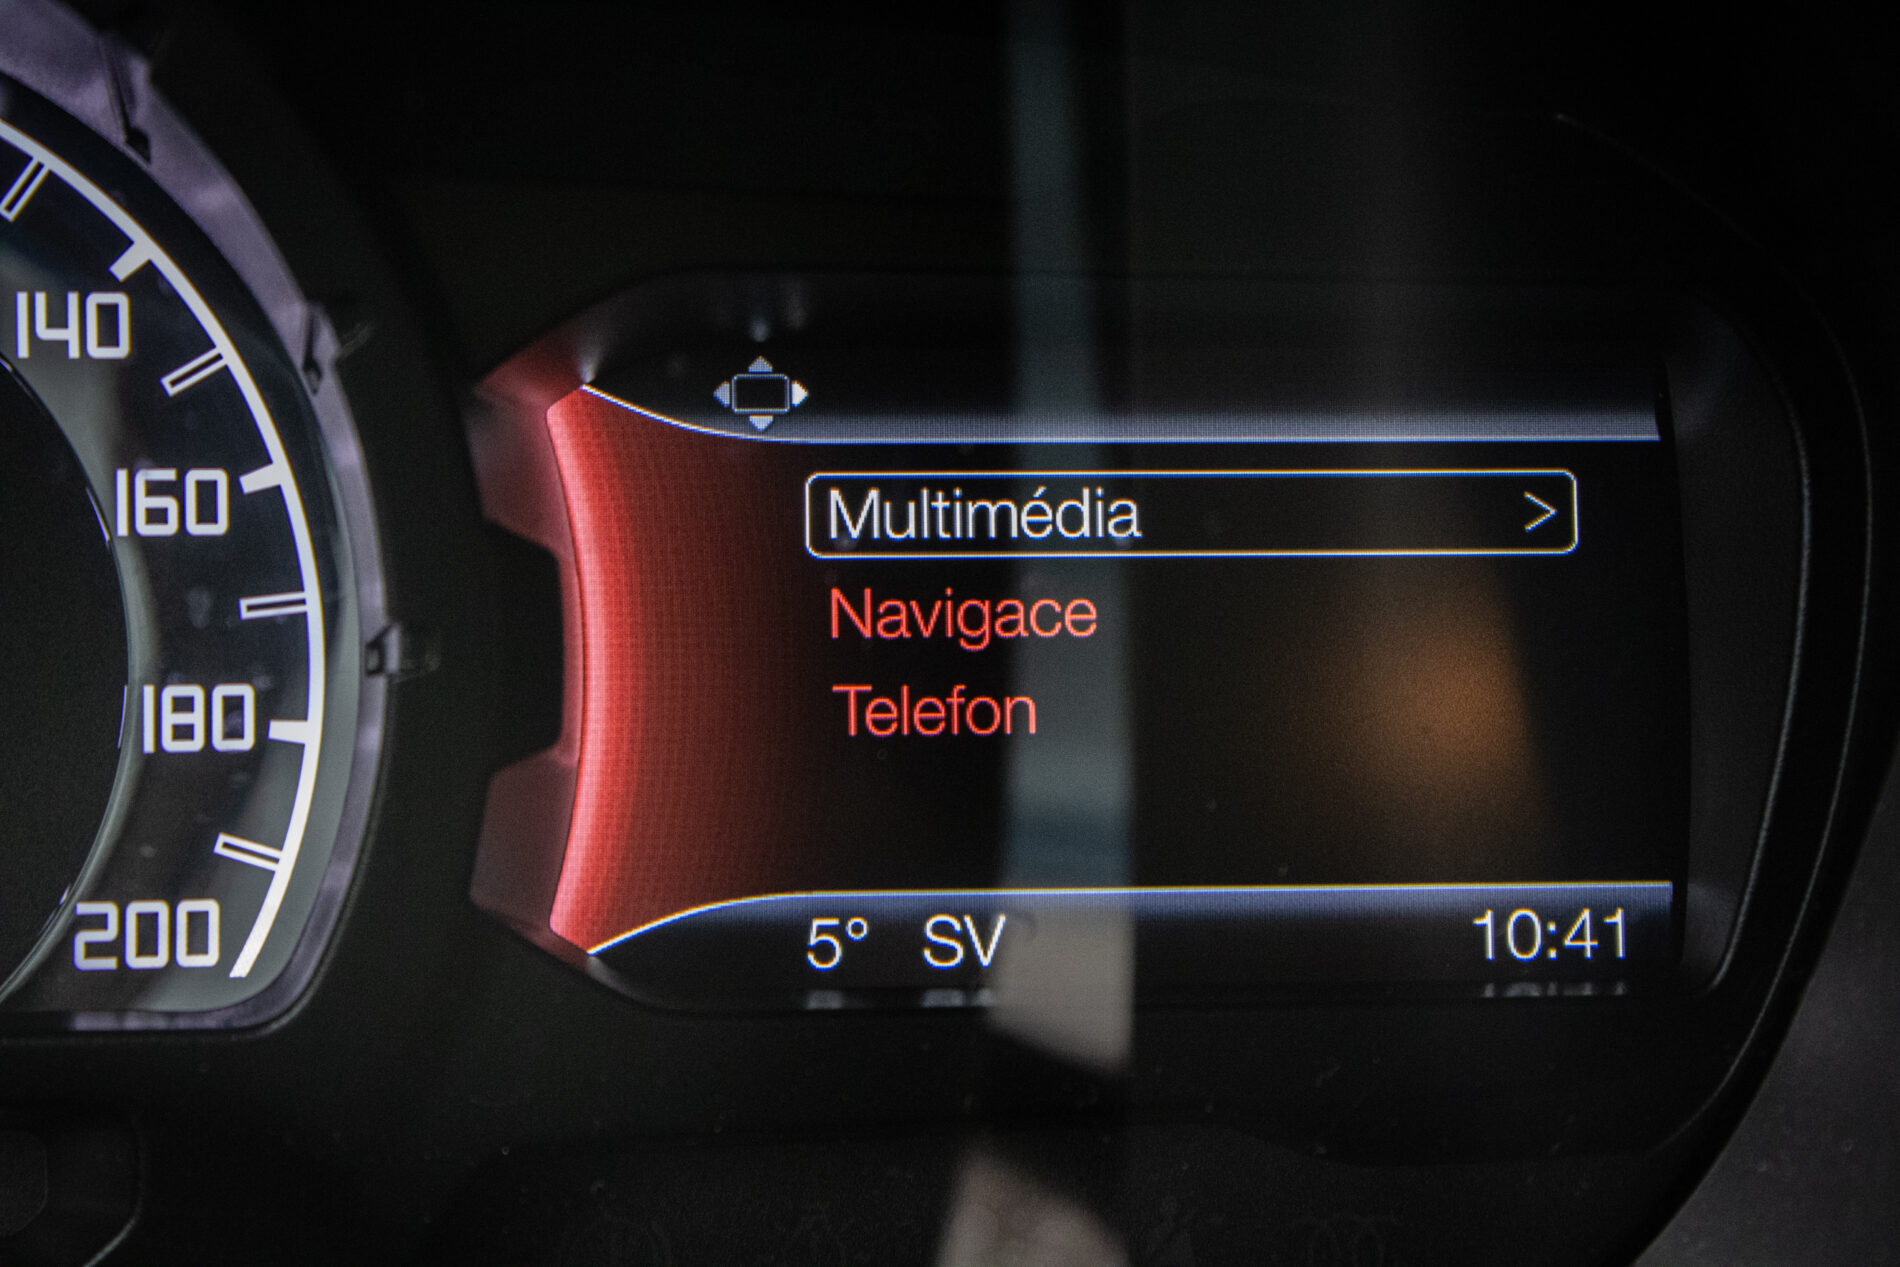 140
160
180
200
Multimédia >
Navigace
Telefon
5° SV 10:41